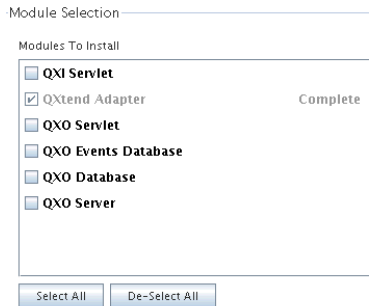 Module Selection
Modules To Install
QXI Servlet
QXtend Adapter Complete
QXO Servlet
QXO Events Database
QXO Database
QXO Server
Select All De-Select All